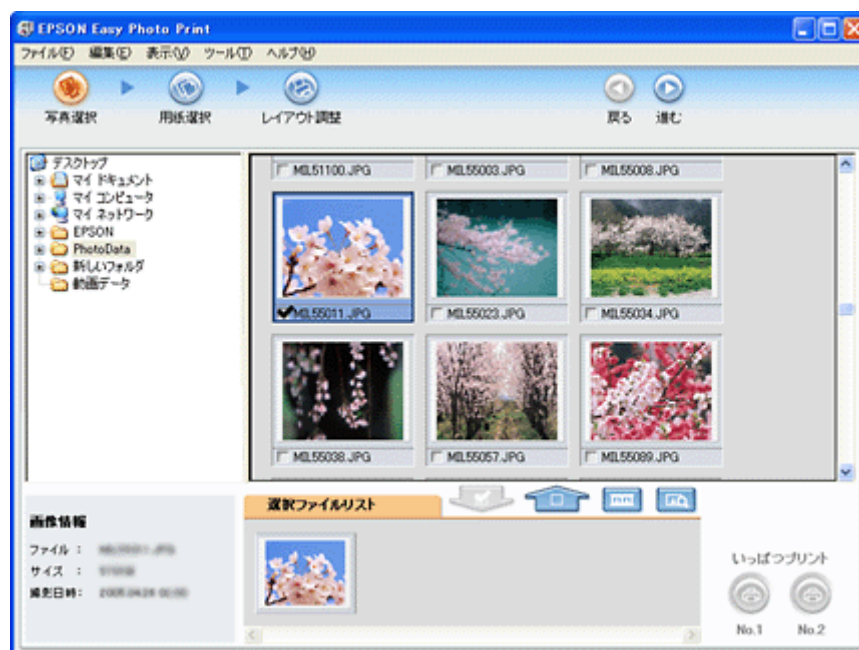 EPSON Easy Photo Print
ファイル(F) 編集(E) 表示(V) ツール(T) ヘルプ(H)
写真選択 用紙選択 レイアウト調整 戻る 進む
デスクトップ
マイ ドキュメント
マイ コンピュータ
マイ ネットワーク
EPSON
PhotoData
新しいフォルダ
動画データ
MIL51100.JPG MIL55003.JPG MIL55008.JPG
MIL55011.JPG MIL55023.JPG MIL55034.JPG
MIL55038.JPG MIL55057.JPG MIL55089.JPG
選択ファイルリスト
画像情報
ファイル :
サイズ :
撮影日時:
いっぱつプリント
No.1 No.2